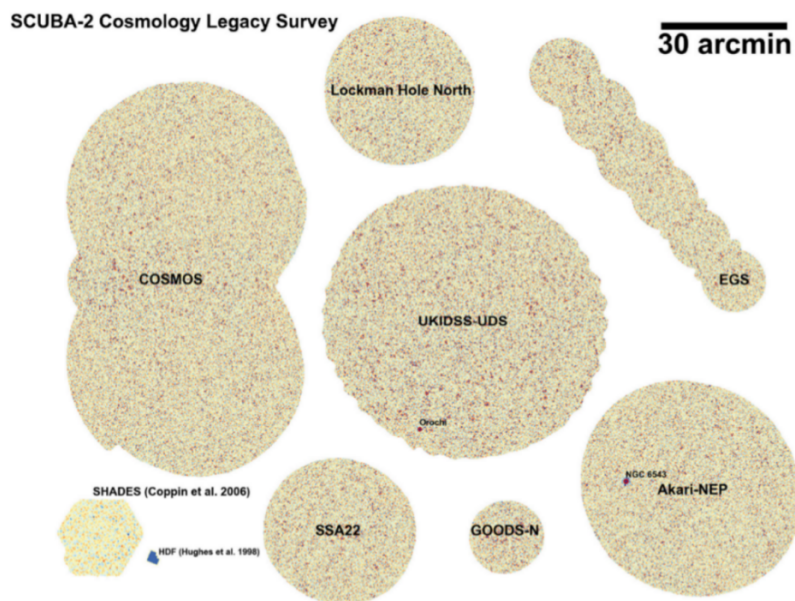 SCUBA-2 Cosmology Legacy Survey
30 arcmin
Lockman Hole North
COSMOS
EGS
UKIDSS-UDS
Orochi
NGC 6543
Akari-NEP
SHADES (Coppin et al. 2006)
HDF (Hughes et al. 1998)
SSA22
GOODS-N